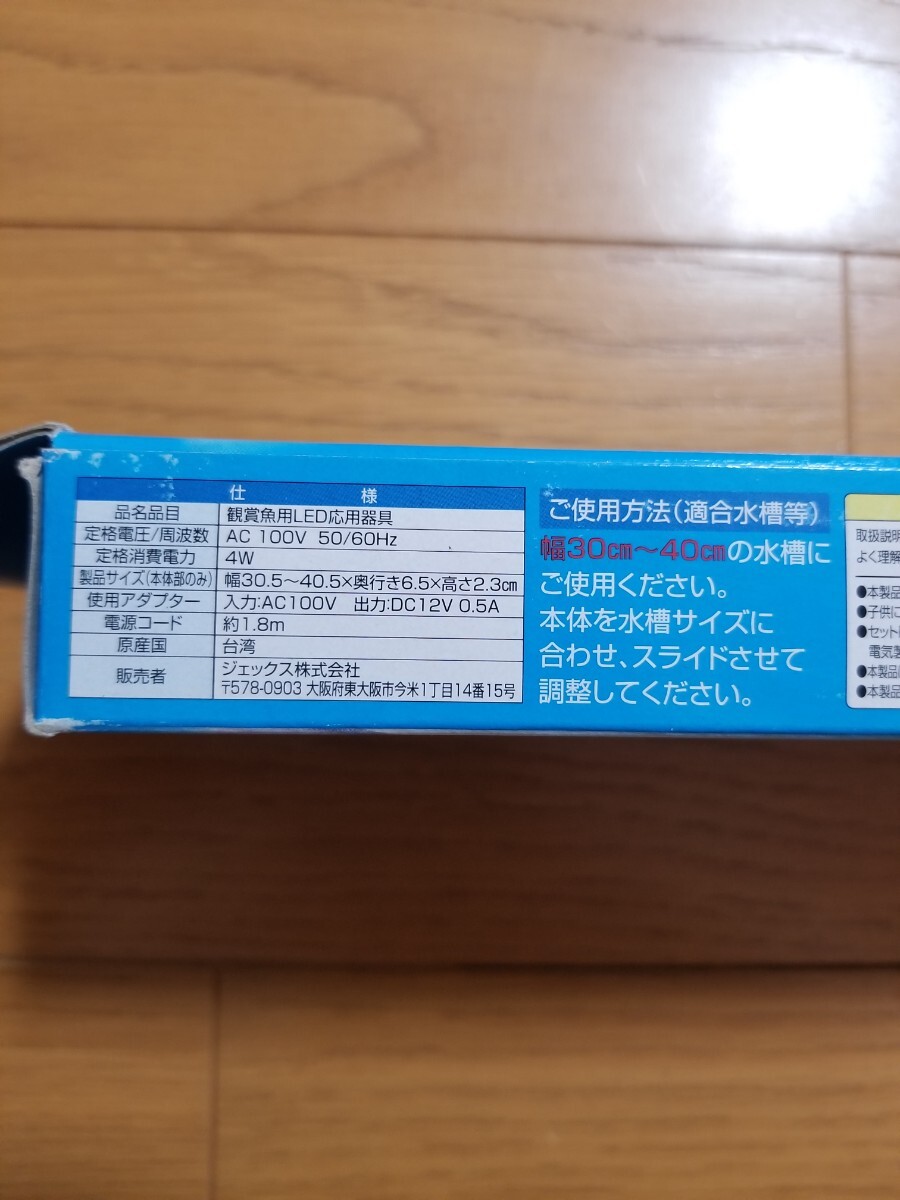 仕 様
品名品目 観賞魚用LED応用器具
定格電圧/周波数 AC 100V 50/60Hz
定格消費電力 4W
製品サイズ(本体部のみ) 幅30.5〜40.5×奥行き6.5×高さ2.3㎝
使用アダプター 入力:AC100V 出力:DC12V 0.5A
電源コード 約1.8m
原産国 台湾
販売者 ジェックス株式会社
〒578-0903 大阪府東大阪市今米1丁目14番15号
ご使用方法(適合水槽等)
幅30㎝〜40㎝の水槽に
ご使用ください。
本体を水槽サイズに
合わせ、スライドさせて
調整してください。
取扱説明
よく理解
●本製品
●子供に
●セット
電気製
●本製品
●本製品